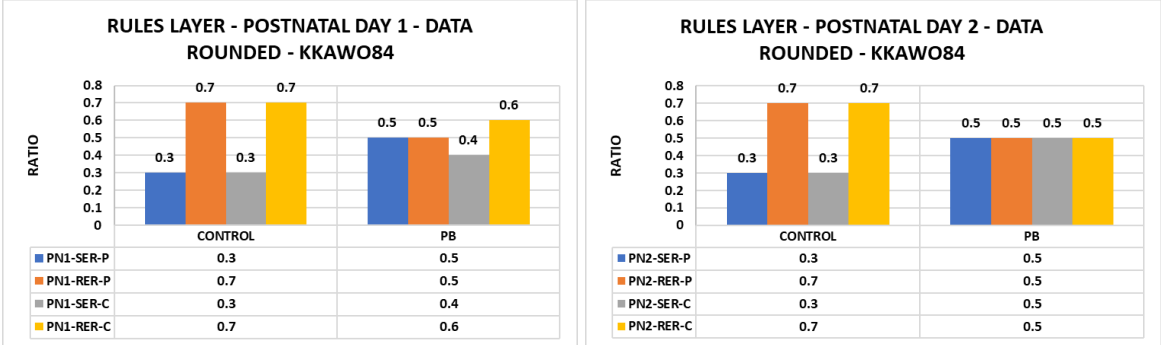 RULES LAYER - POSTNATAL DAY 1 - DATA
ROUNDED - KKAWO84
RATIO
0.8
0.7
0.6
0.5
0.4
0.3
0.2
0.1
0
0.3
0.7
0.3
0.7
0.5
0.5
0.4
0.6
CONTROL PB
PN1-SER-P 0.3 0.5
PN1-RER-P 0.7 0.5
PN1-SER-C 0.3 0.4
PN1-RER-C 0.7 0.6
RULES LAYER - POSTNATAL DAY 2 - DATA
ROUNDED - KKAWO84
RATIO
0.8
0.7
0.6
0.5
0.4
0.3
0.2
0.1
0
0.3
0.7
0.3
0.7
0.5
0.5
0.5
0.5
CONTROL PB
PN2-SER-P 0.3 0.5
PN2-RER-P 0.7 0.5
PN2-SER-C 0.3 0.5
PN2-RER-C 0.7 0.5